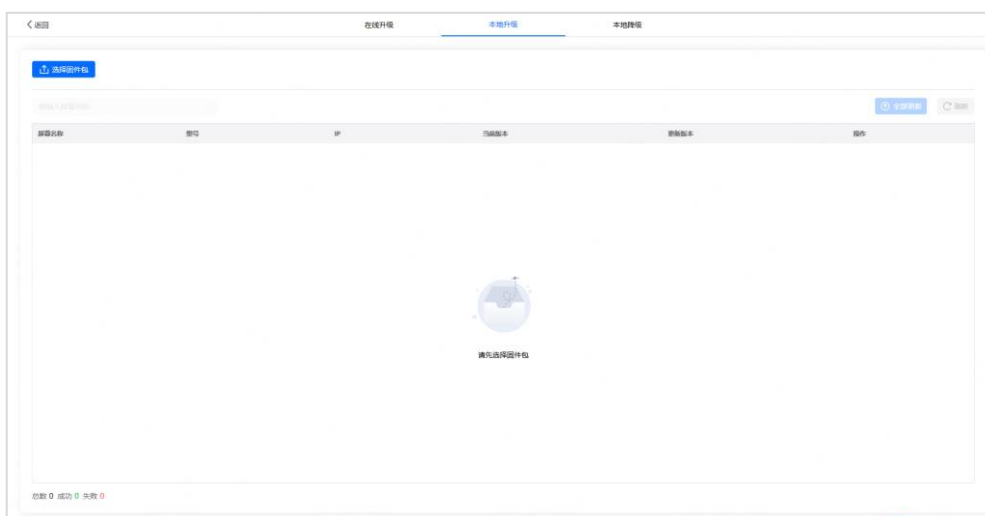 返回 在线升级 本地升级 本地降级
选择固件包
全部更新 刷新
屏幕名称 型号 IP 当前版本 更新版本 操作
请先选择固件包
总数 0 成功 0 失败 0